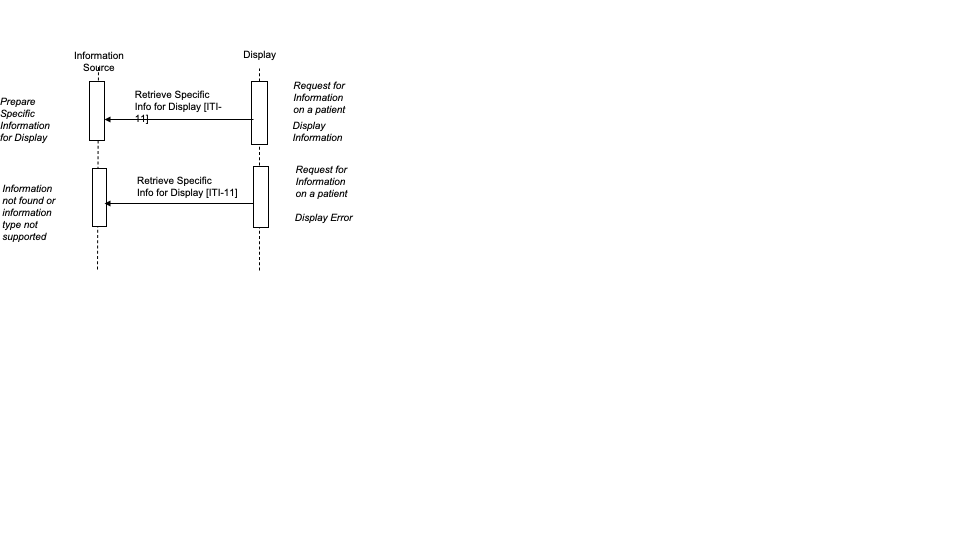 Information
Source
Display
Prepare
Specific
Information
for Display
Retrieve Specific
Info for Display [ITI-
11]
Request for
Information
on a patient
Display
Information
Information
not found or
information
type not
supported
Retrieve Specific
Info for Display [ITI-11]
Request for
Information
on a patient
Display Error